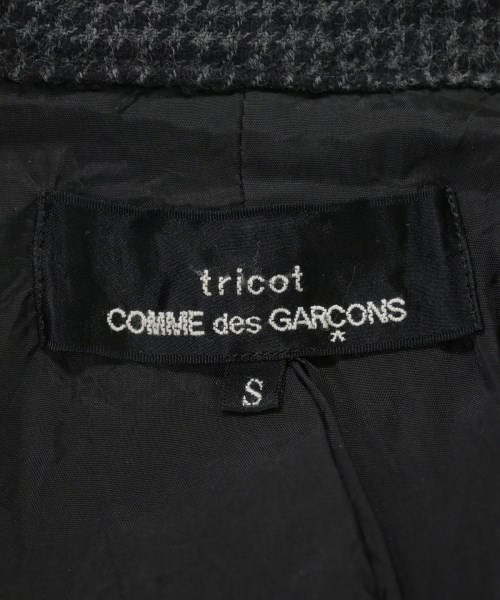 tricot
COMME des GARÇONS
*
S